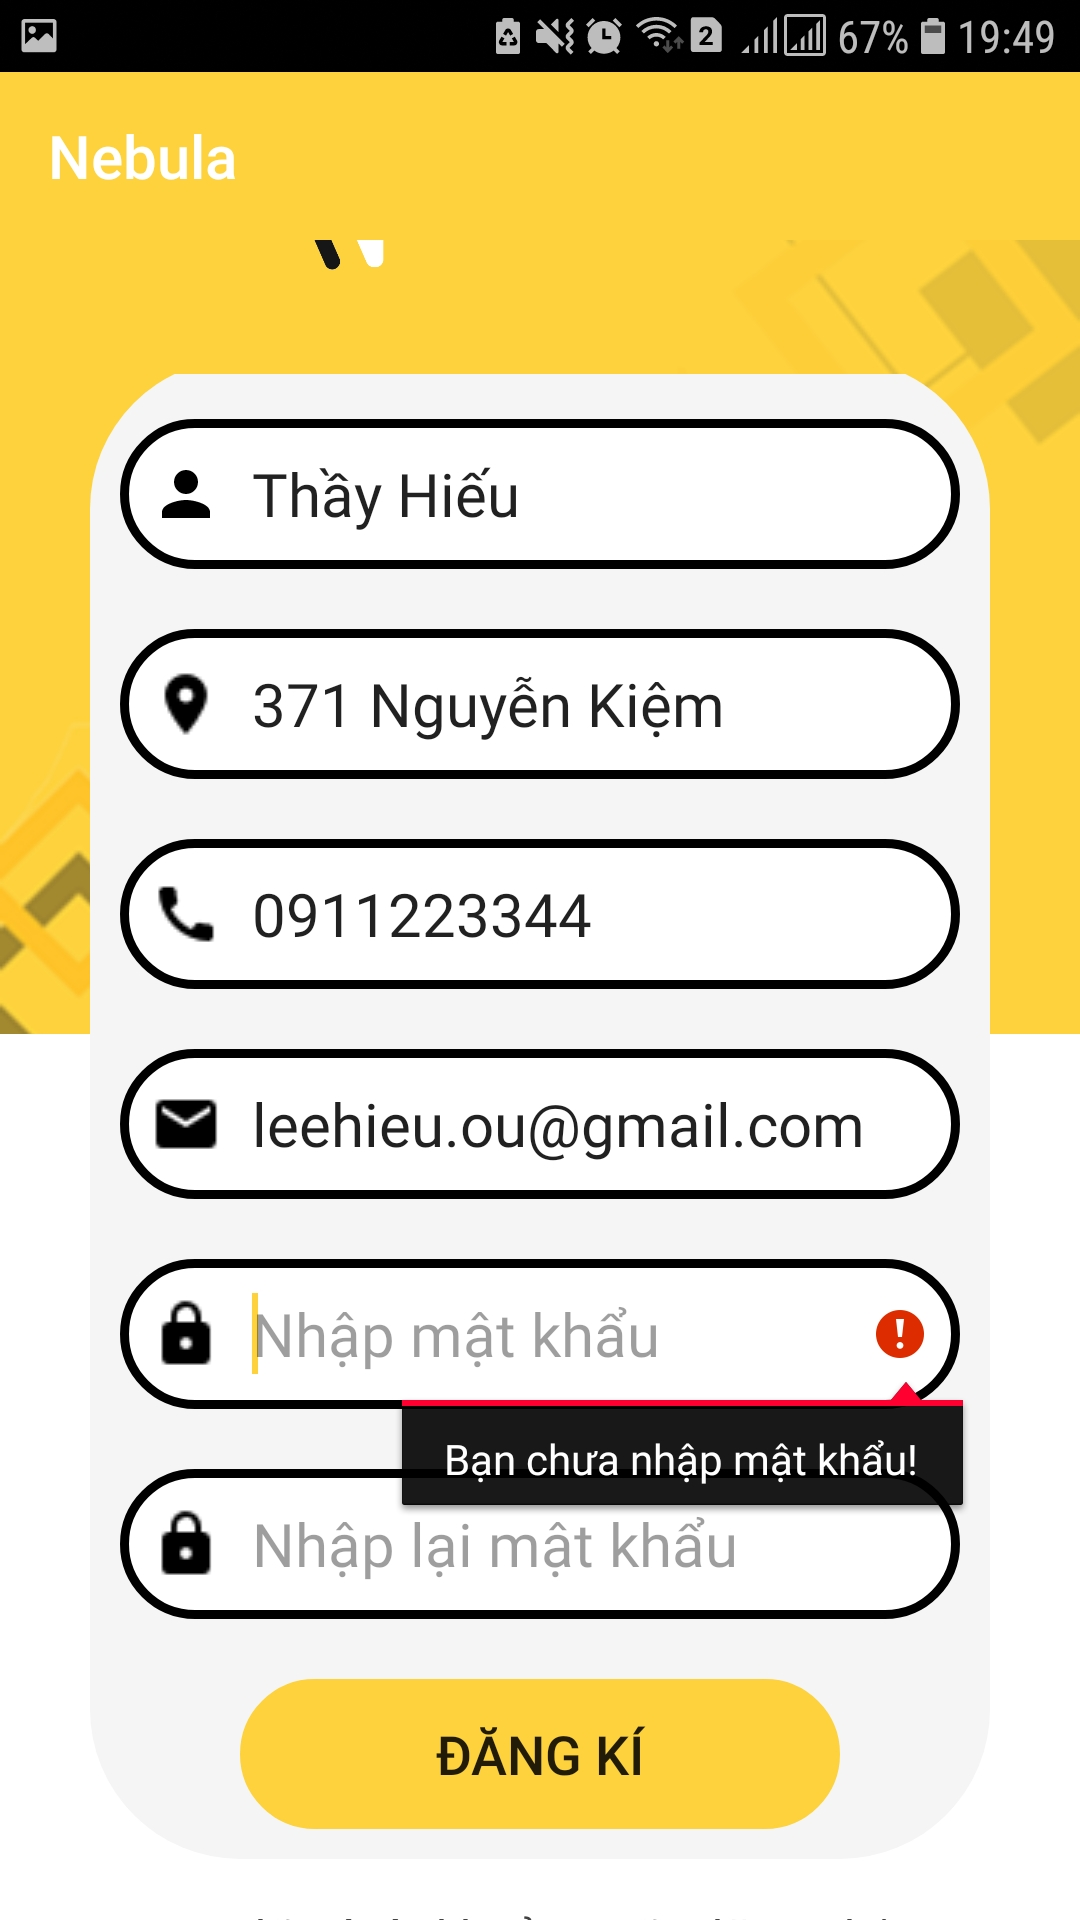 2
67%
19:49
Nebula
Thầy Hiếu
371 Nguyễn Kiệm
0911223344
leehieu.ou@gmail.com
Nhập mật khẩu
Bạn chưa nhập mật khẩu!
Nhập lại mật khẩu
ĐĂNG KÍ